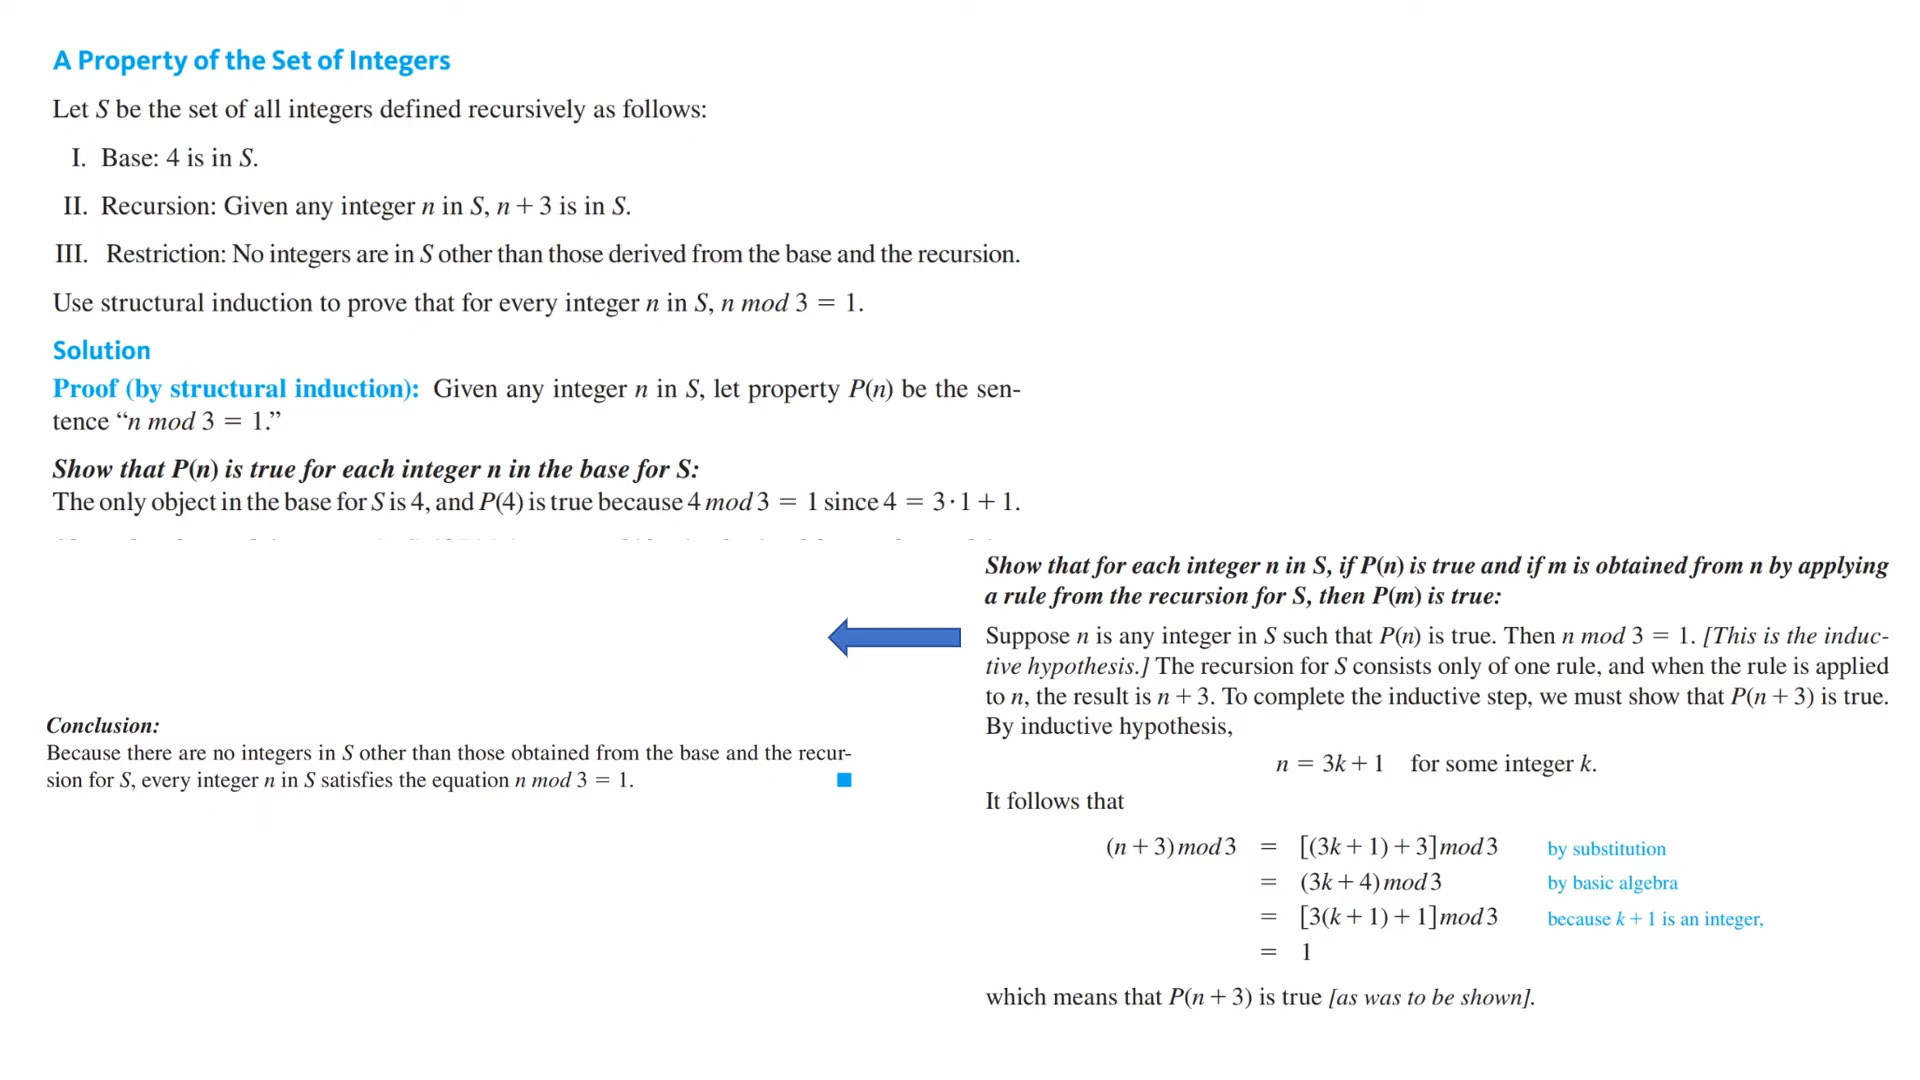 A Property of the Set of Integers
Let S be the set of all integers defined recursively as follows:
I. Base: 4 is in S.
II. Recursion: Given any integer n in S, n + 3 is in S.
III. Restriction: No integers are in S other than those derived from the base and the recursion.
Use structural induction to prove that for every integer n in S, n mod 3 = 1.
Solution
Proof (by structural induction): Given any integer n in S, let property P(n) be the sen-
tence “n mod 3 = 1.”
Show that P(n) is true for each integer n in the base for S:
The only object in the base for S is 4, and P(4) is true because 4 mod 3 = 1 since 4 = 3·1 + 1.
Show that for each integer n in S, if P(n) is true and if m is obtained from n by applying
a rule from the recursion for S, then P(m) is true:
Suppose n is any integer in S such that P(n) is true. Then n mod 3 = 1. [This is the induc-
tive hypothesis.] The recursion for S consists only of one rule, and when the rule is applied
to n, the result is n + 3. To complete the inductive step, we must show that P(n + 3) is true.
By inductive hypothesis,
n = 3k + 1 for some integer k.
It follows that
(n + 3) mod 3 = [(3k + 1) + 3] mod 3 by substitution
= (3k + 4) mod 3 by basic algebra
= [3(k + 1) + 1] mod 3 because k + 1 is an integer,
= 1
which means that P(n + 3) is true [as was to be shown].
Conclusion:
Because there are no integers in S other than those obtained from the base and the recur-
sion for S, every integer n in S satisfies the equation n mod 3 = 1.